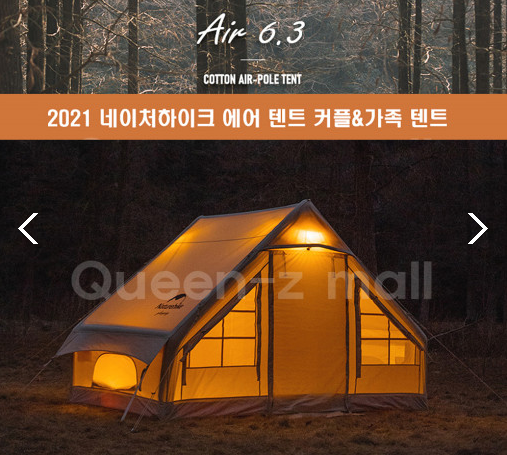 Air 6.3
COTTON AIR-POLE TENT
2021 네이처하이크 에어 텐트 커플&가족 텐트
Queen-z mall
Naturehike